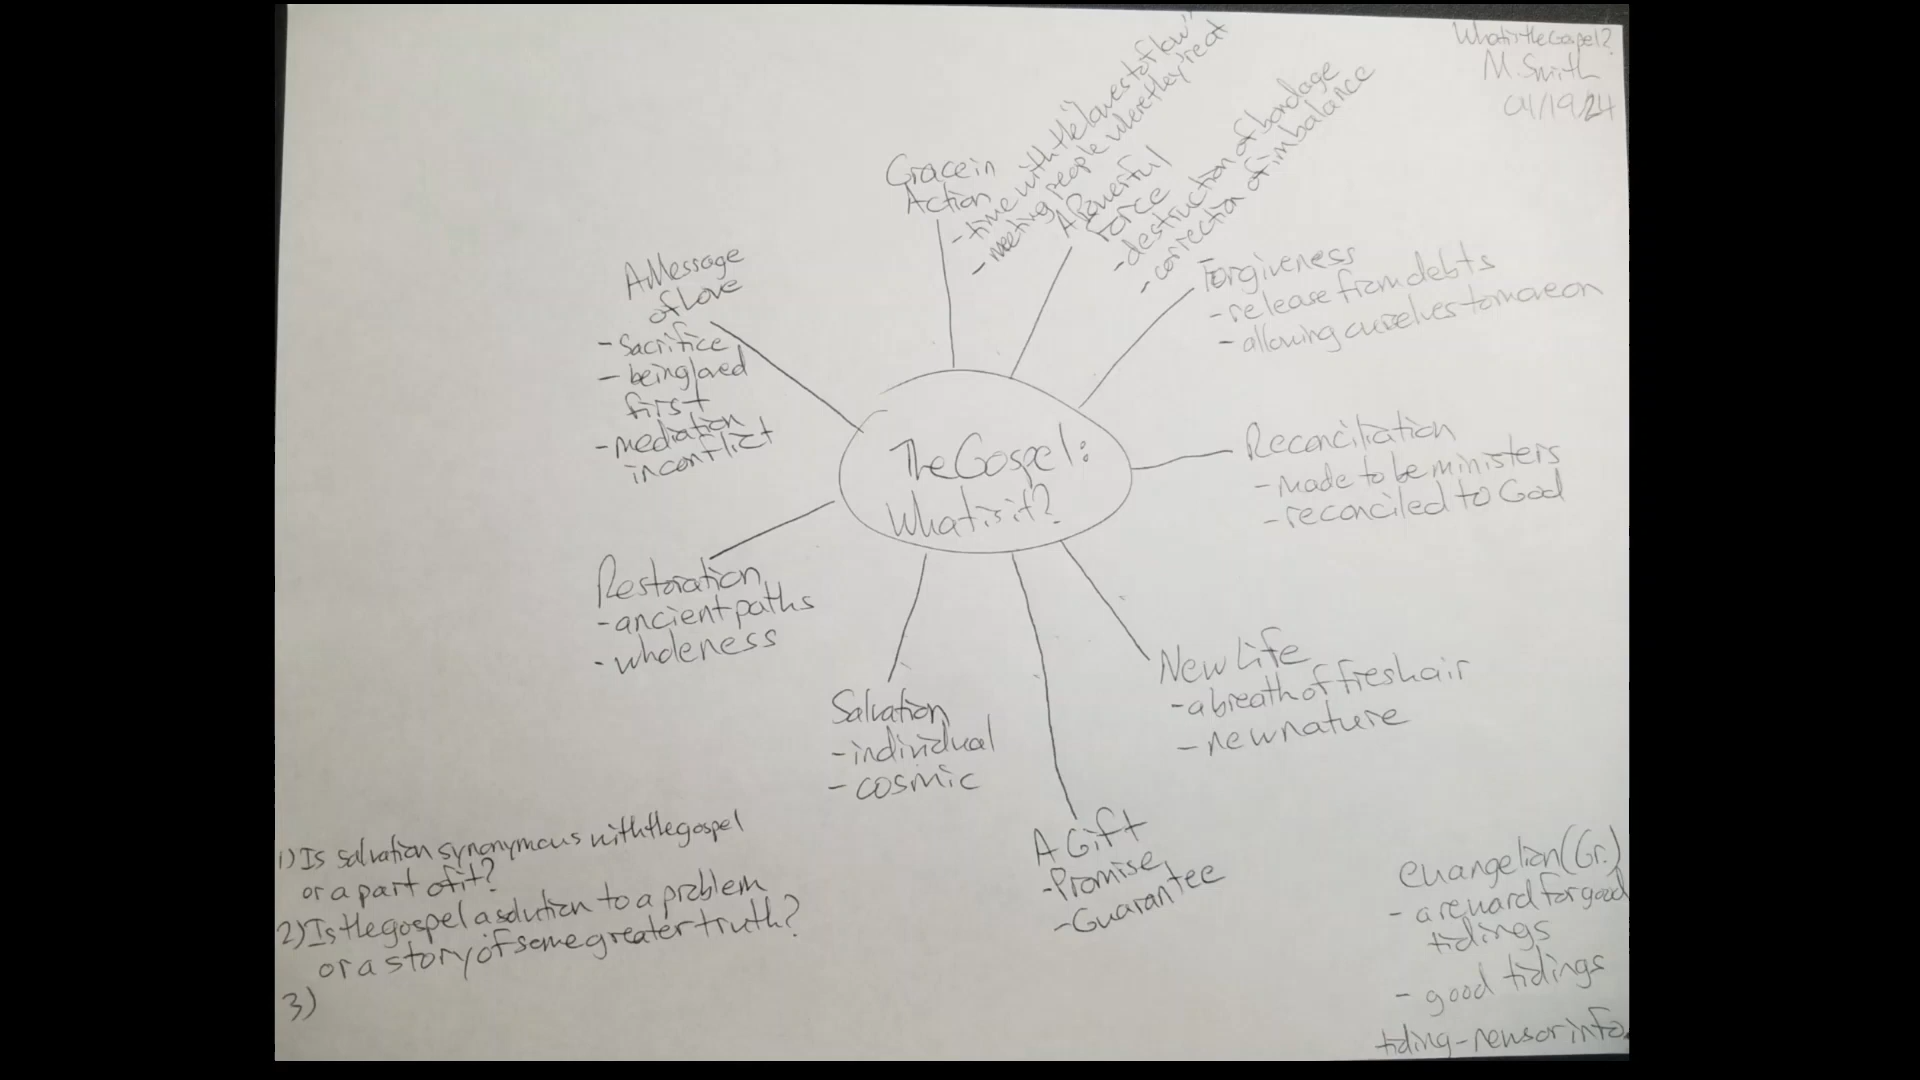 What is the Gospel?
M. Smith
01/19/24
The Gospel:
What is it?
A Message
of Love
- Sacrifice
- being loved
first
- mediation
in conflict
Grace in
Action
- time with the "lowest of low"
- meeting people where they're at
A Powerful
Force
- destruction of bondage
- correction of imbalance
Forgiveness
- release from debts
- allowing ourselves to move on
Reconciliation
- made to be ministers
- reconciled to God
New Life
- a breath of fresh air
- new nature
A Gift
- Promise
- Guarantee
Salvation
- individual
- cosmic
Restoration
- ancient paths
- wholeness
1) Is salvation synonymous with the gospel
or a part of it?
2) Is the gospel a solution to a problem
or a story of some greater truth?
3)
euangelion (Gr.)
- a reward for good
tidings
- good tidings
tiding - news or info.